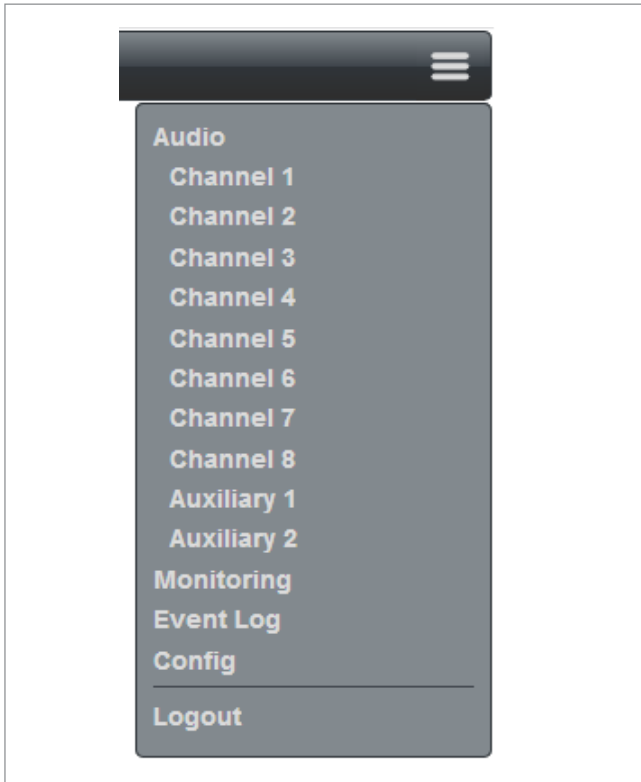 Audio
Channel 1
Channel 2
Channel 3
Channel 4
Channel 5
Channel 6
Channel 7
Channel 8
Auxiliary 1
Auxiliary 2
Monitoring
Event Log
Config
Logout